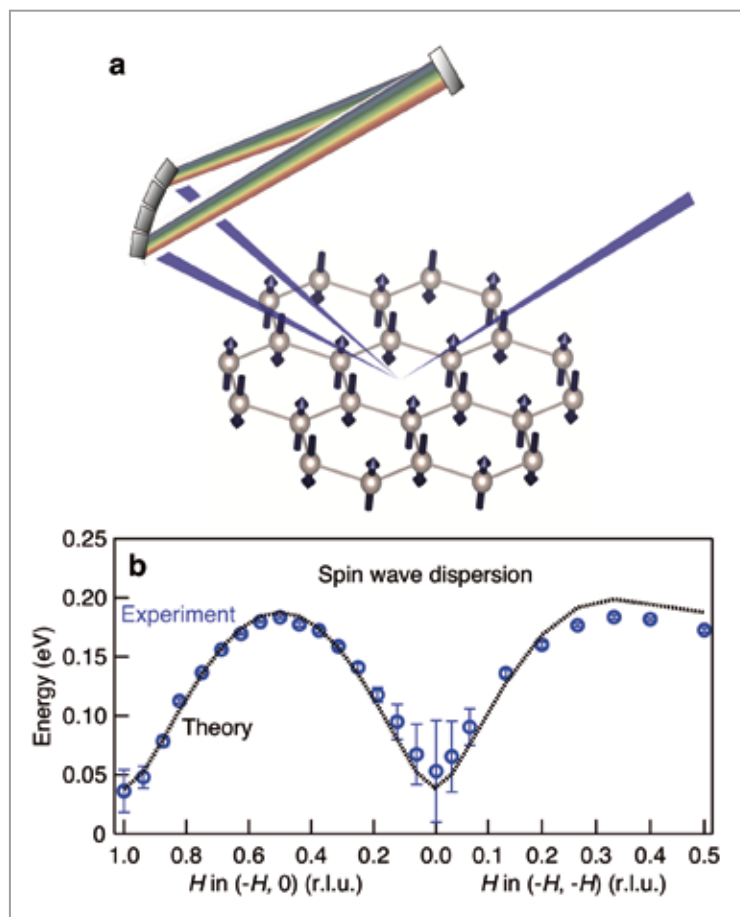 a
0.25
b
Spin wave dispersion
0.20
Experiment
0.15
Energy (eV)
0.10
Theory
0.05
0
1.0 0.8 0.6 0.4 0.2 0.0 0.1 0.2 0.3 0.4 0.5
H in (-H, 0) (r.l.u.) H in (-H, -H) (r.l.u.)